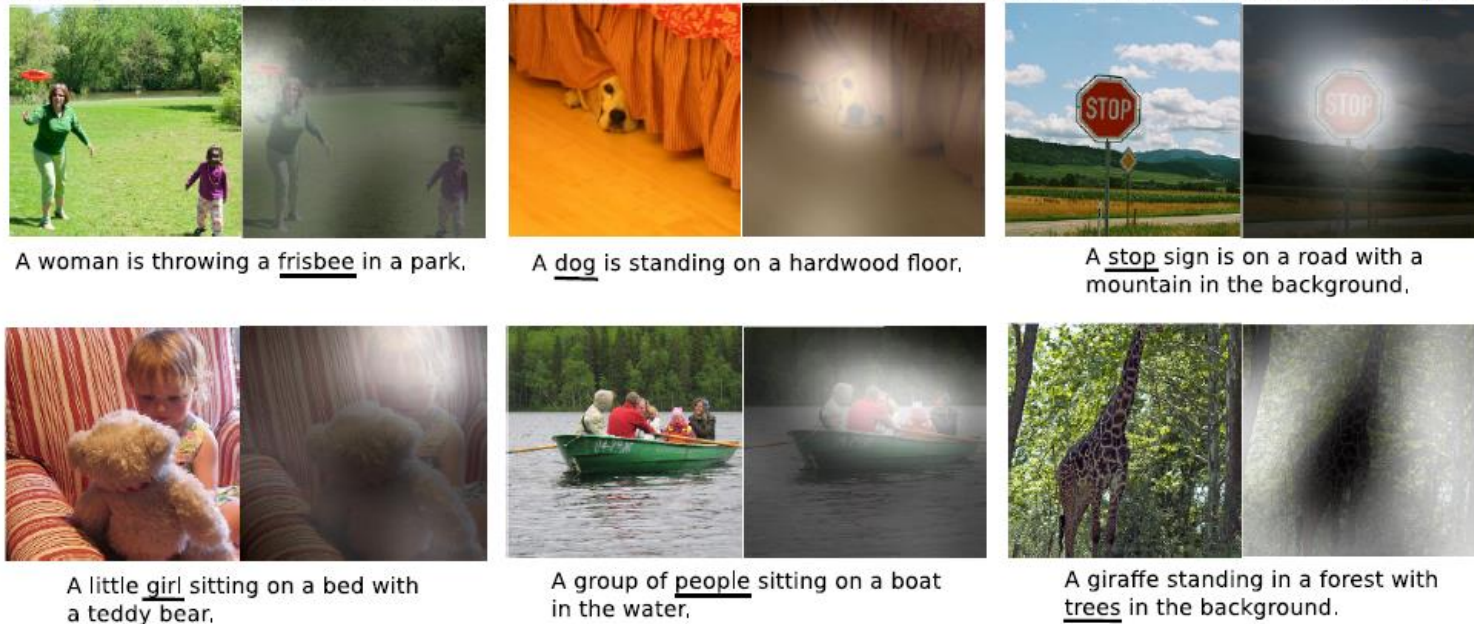 STOP
STOP
A woman is throwing a frisbee in a park.
A dog is standing on a hardwood floor.
A stop sign is on a road with a
mountain in the background.
A little girl sitting on a bed with
a teddy bear.
A group of people sitting on a boat
in the water.
A giraffe standing in a forest with
trees in the background.